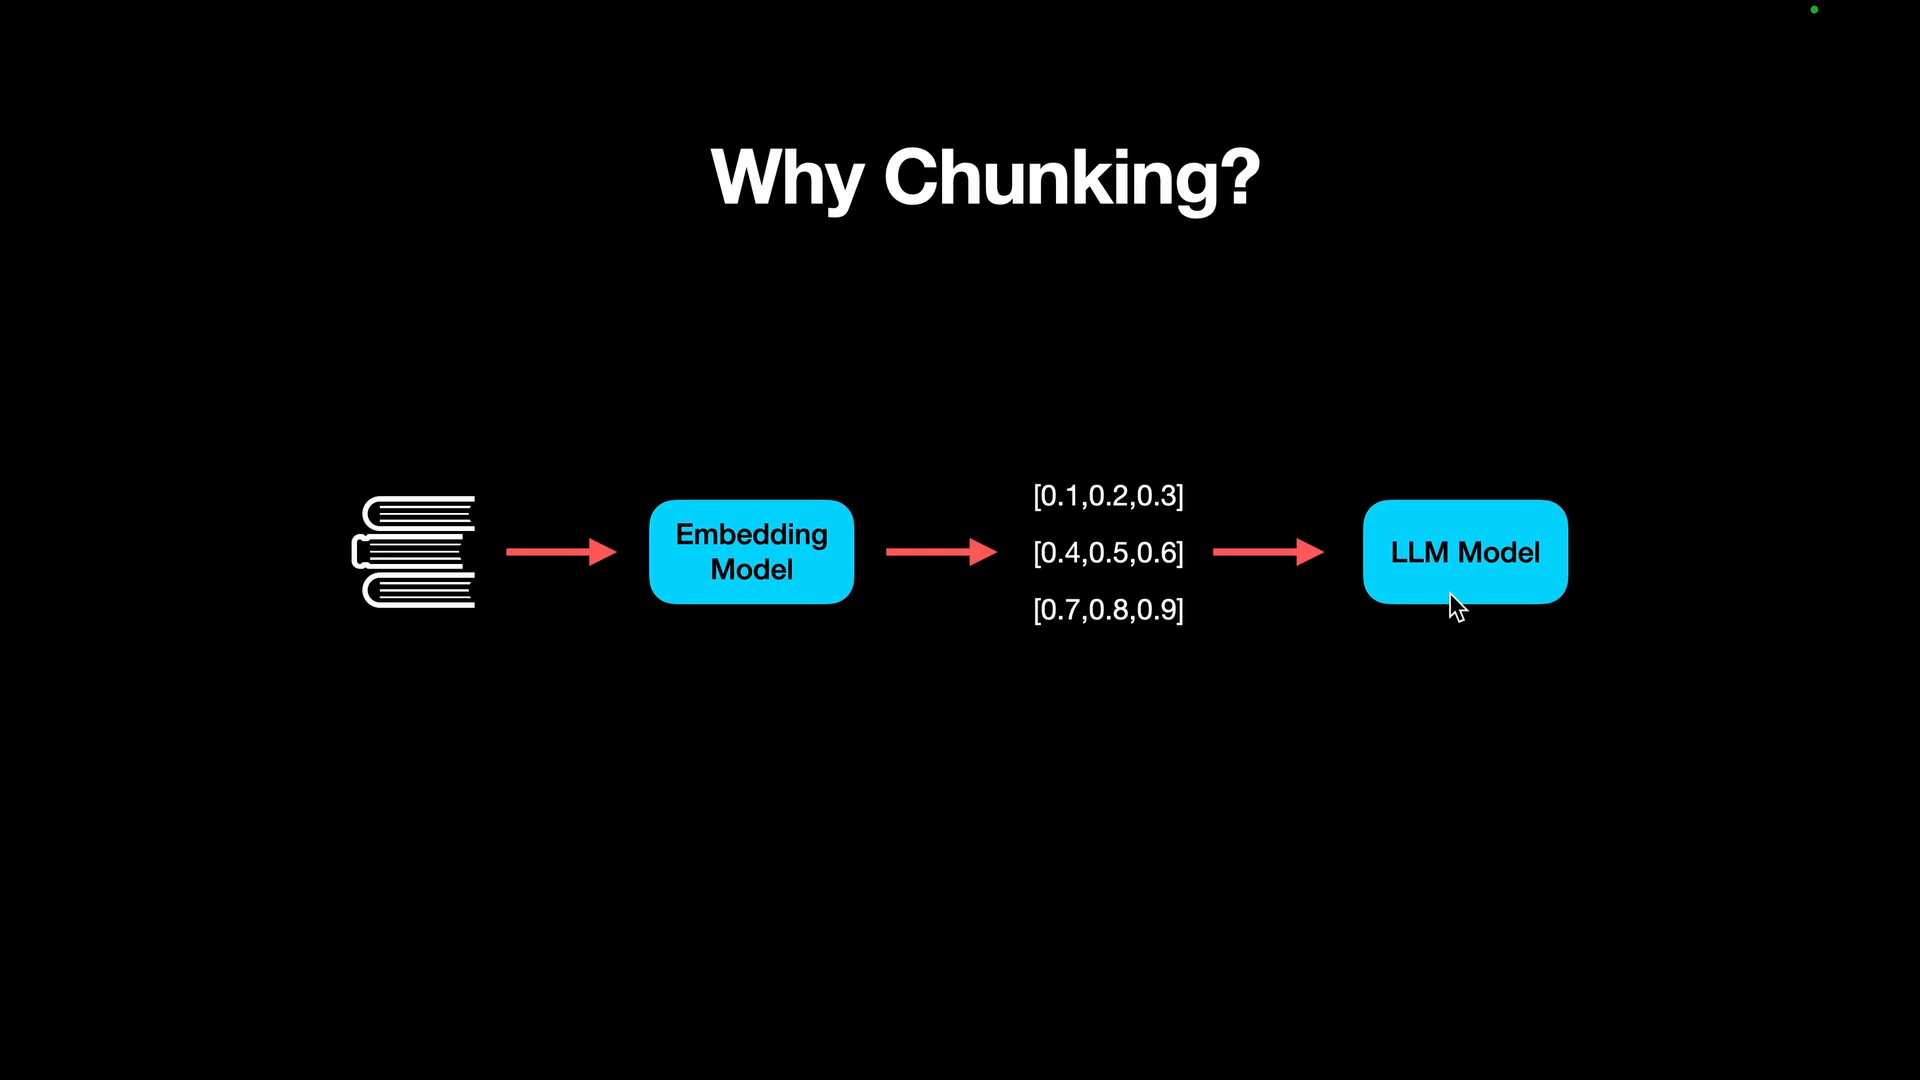 Why Chunking?
Embedding
Model
[0.1,0.2,0.3]
[0.4,0.5,0.6]
[0.7,0.8,0.9]
LLM Model